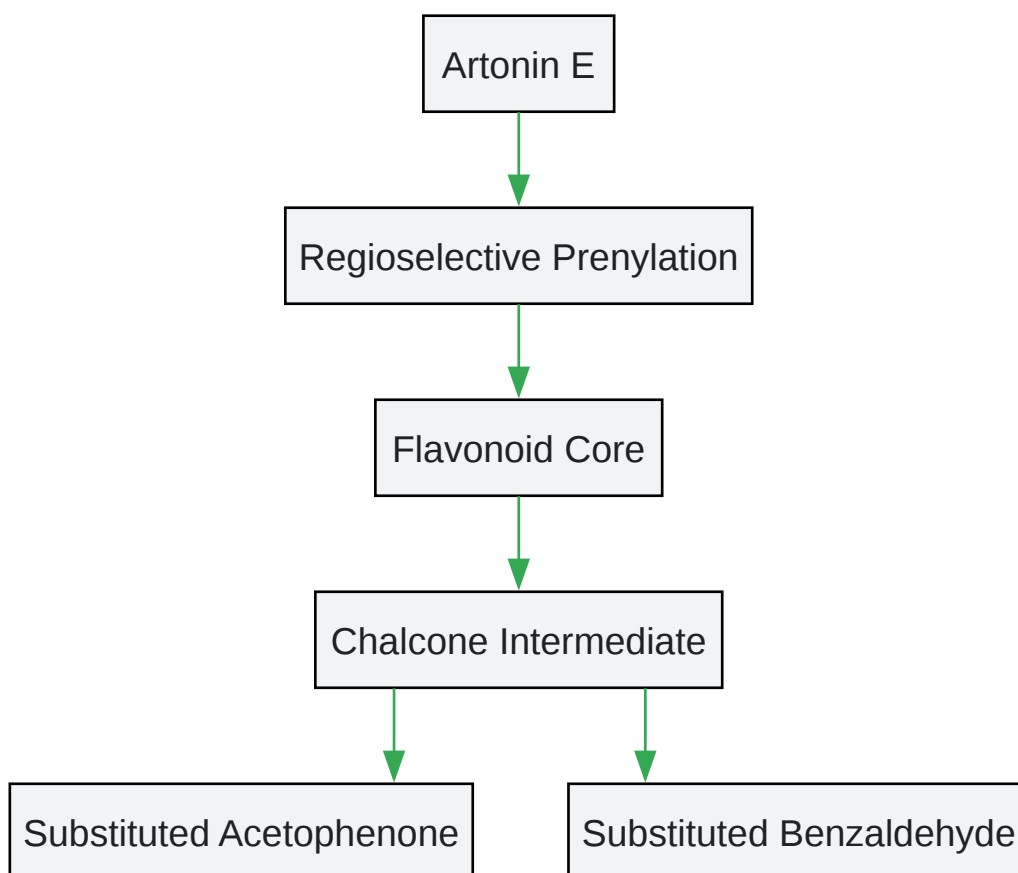 Artonin E
Regioselective Prenylation
Flavonoid Core
Chalcone Intermediate
Substituted Acetophenone
Substituted Benzaldehyde